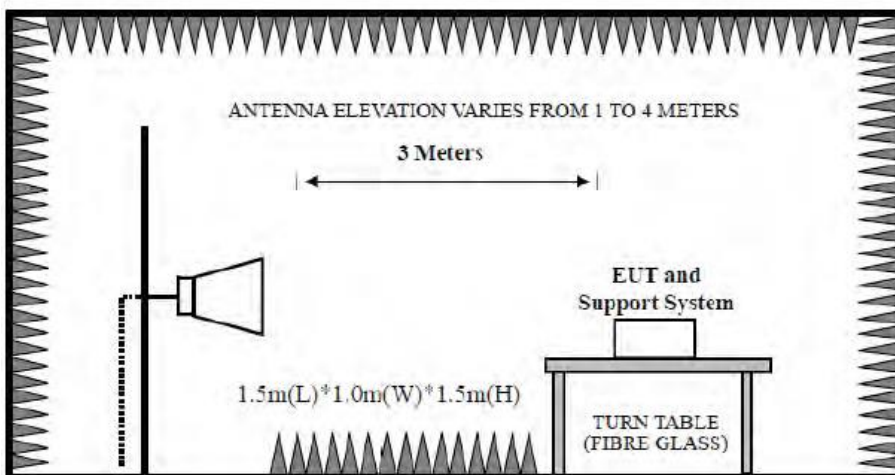 ANTENNA ELEVATION VARIES FROM 1 TO 4 METERS
3 Meters
EUT and
Support System
1.5m(L)*1.0m(W)*1.5m(H)
TURN TABLE
(FIBRE GLASS)